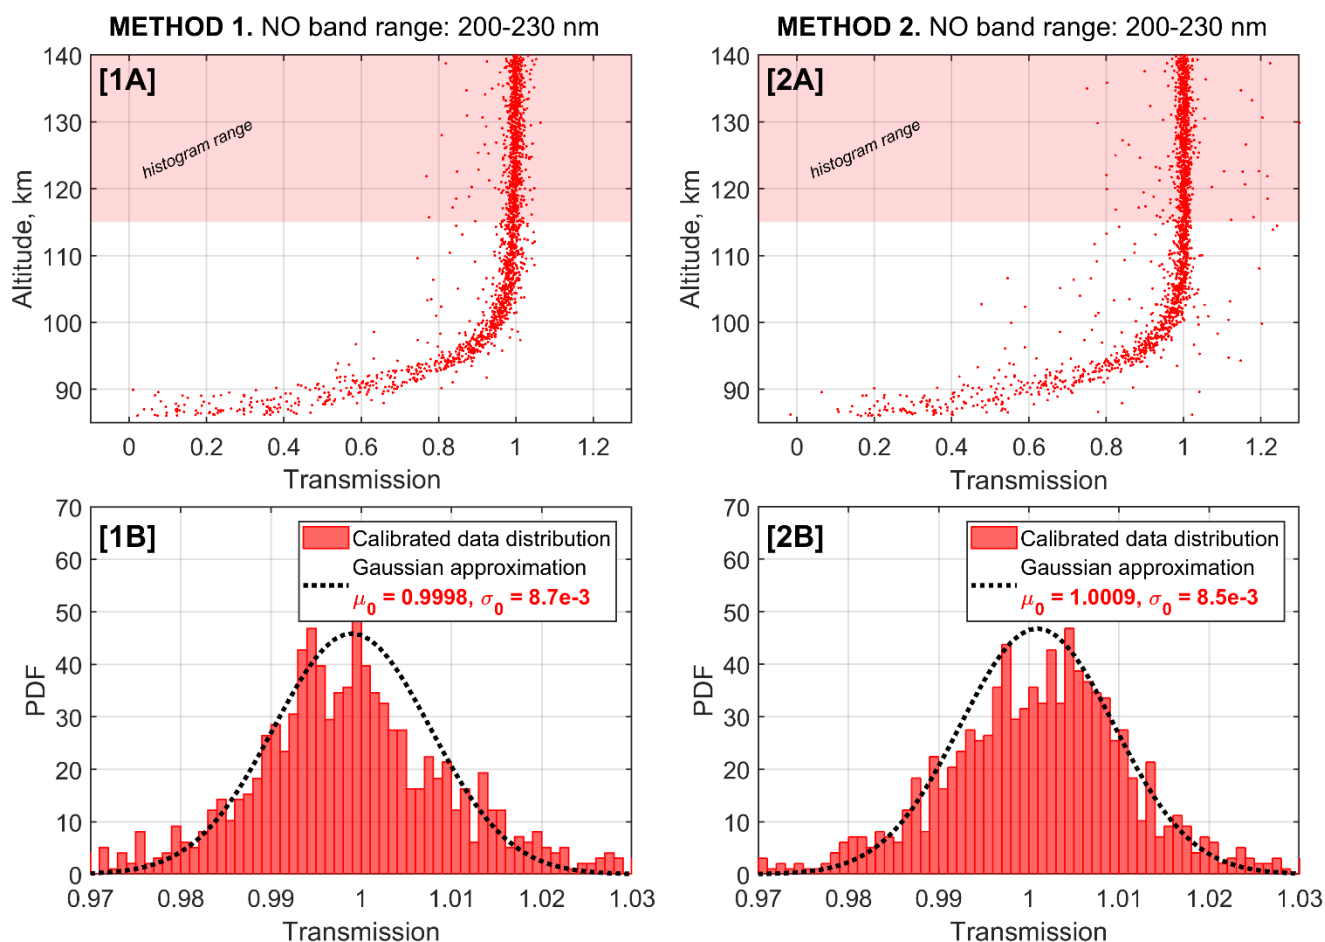 METHOD 1. NO band range: 200-230 nm
[1A]
histogram range
140
130
120
110
100
90
Altitude, km
0 0.2 0.4 0.6 0.8 1 1.2
Transmission
METHOD 2. NO band range: 200-230 nm
[2A]
histogram range
140
130
120
110
100
90
Altitude, km
0 0.2 0.4 0.6 0.8 1 1.2
Transmission
[1B]
Calibrated data distribution
Gaussian approximation
μ0 = 0.9998, σ0 = 8.7e-3
70
60
50
40
30
20
10
0
PDF
0.97 0.98 0.99 1 1.01 1.02 1.03
Transmission
[2B]
Calibrated data distribution
Gaussian approximation
μ0 = 1.0009, σ0 = 8.5e-3
70
60
50
40
30
20
10
0
PDF
0.97 0.98 0.99 1 1.01 1.02 1.03
Transmission